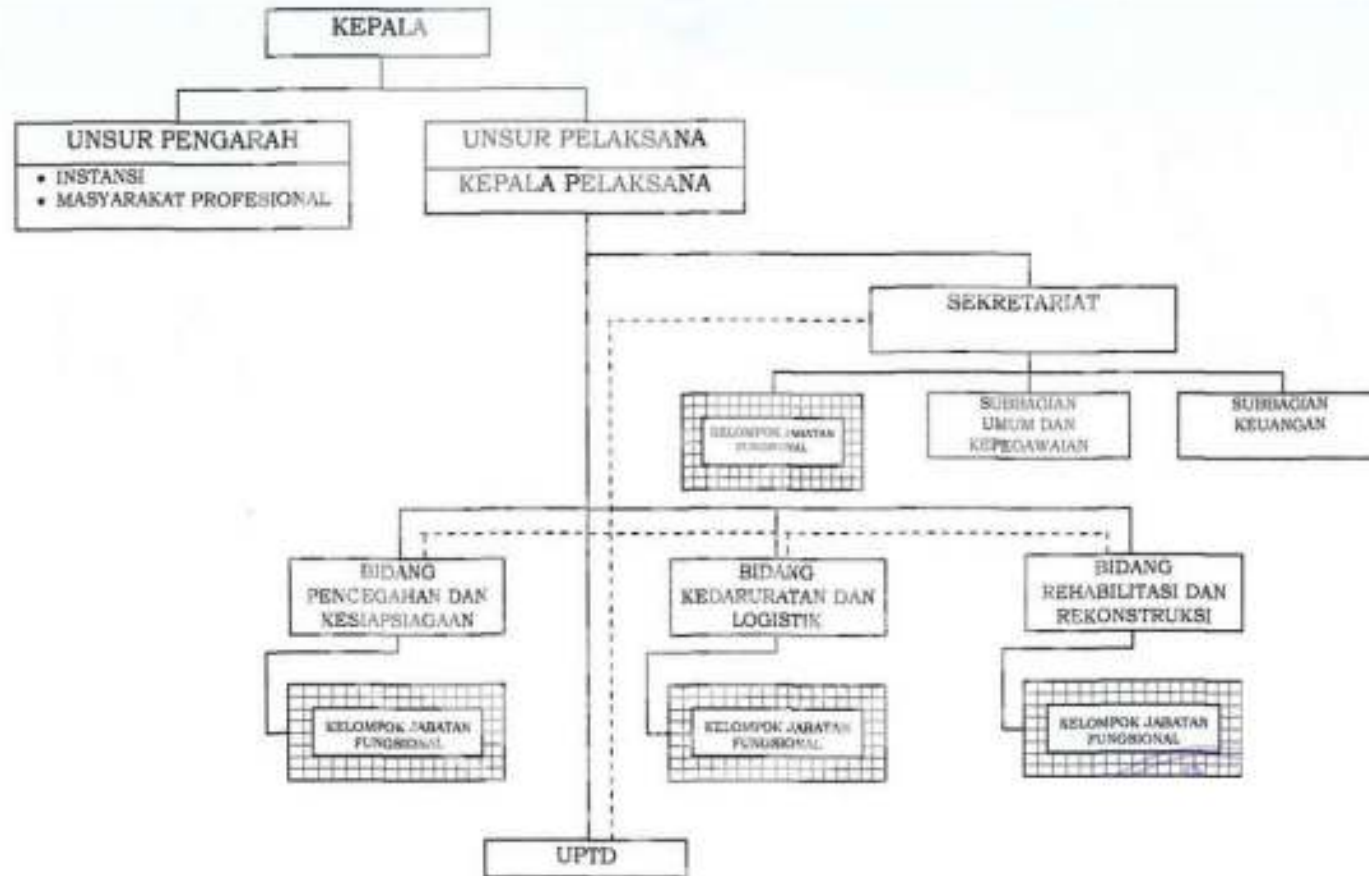 KEPALA
UNSUR PENGARAH
• INSTANSI
• MASYARAKAT PROFESIONAL
UNSUR PELAKSANA
KEPALA PELAKSANA
SEKRETARIAT
KELOMPOK JABATAN
FUNGSIONAL
SUBBAGIAN
UMUM DAN
KEPEGAWAIAN
SUBBAGIAN
KEUANGAN
BIDANG
PENCEGAHAN DAN
KESIAPSIAGAAN
BIDANG
KEDARURATAN DAN
LOGISTIK
BIDANG
REHABILITASI DAN
REKONSTRUKSI
KELOMPOK JABATAN
FUNGSIONAL
KELOMPOK JABATAN
FUNGSIONAL
KELOMPOK JABATAN
FUNGSIONAL
UPTD